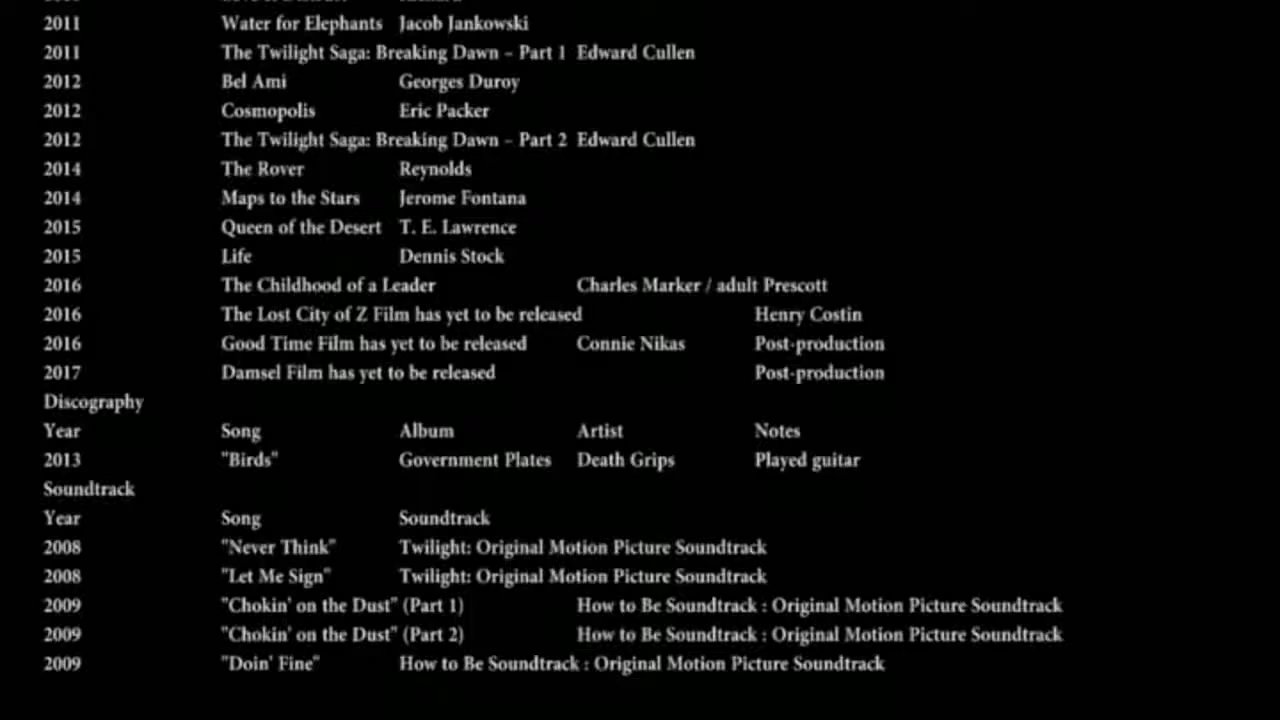 2011 Water for Elephants Jacob Jankowski
2011 The Twilight Saga: Breaking Dawn – Part 1 Edward Cullen
2012 Bel Ami Georges Duroy
2012 Cosmopolis Eric Packer
2012 The Twilight Saga: Breaking Dawn – Part 2 Edward Cullen
2014 The Rover Reynolds
2014 Maps to the Stars Jerome Fontana
2015 Queen of the Desert T. E. Lawrence
2015 Life Dennis Stock
2016 The Childhood of a Leader Charles Marker / adult Prescott
2016 The Lost City of Z Film has yet to be released Henry Costin
2016 Good Time Film has yet to be released Connie Nikas Post-production
2017 Damsel Film has yet to be released Post-production
Discography
Year Song Album Artist Notes
2013 "Birds" Government Plates Death Grips Played guitar
Soundtrack
Year Song Soundtrack
2008 "Never Think" Twilight: Original Motion Picture Soundtrack
2008 "Let Me Sign" Twilight: Original Motion Picture Soundtrack
2009 "Chokin' on the Dust" (Part 1) How to Be Soundtrack : Original Motion Picture Soundtrack
2009 "Chokin' on the Dust" (Part 2) How to Be Soundtrack : Original Motion Picture Soundtrack
2009 "Doin' Fine" How to Be Soundtrack : Original Motion Picture Soundtrack